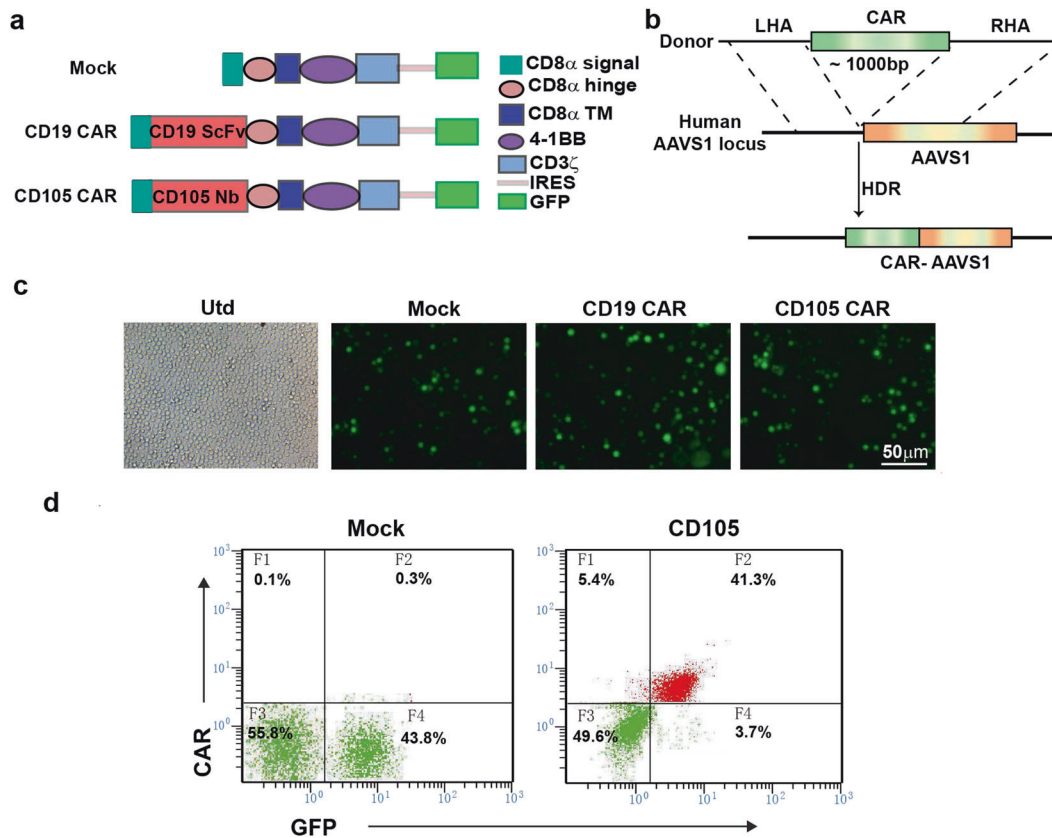 a
Mock
CD19 CAR
CD19 ScFv
CD105 CAR
CD105 Nb
CD8α signal
CD8α hinge
CD8α TM
4-1BB
CD3ζ
IRES
GFP
b
Donor
LHA
CAR
RHA
~ 1000bp
Human
AAVS1 locus
AAVS1
HDR
CAR- AAVS1
c
Utd
Mock
CD19 CAR
CD105 CAR
50μm
d
Mock
CD105
10³
10²
10¹
10⁰
F1
0.1%
F2
0.3%
F3
55.8%
F4
43.8%
10⁰ 10¹ 10² 10³
10³
10²
10¹
10⁰
F1
5.4%
F2
41.3%
F3
49.6%
F4
3.7%
10⁰ 10¹ 10² 10³
CAR
GFP